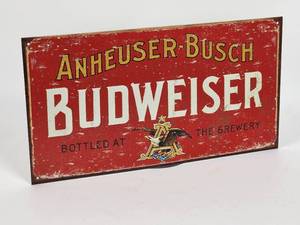 ANHEUSER-BUSCH
BUDWEISER
BOTTLED AT THE BREWERY